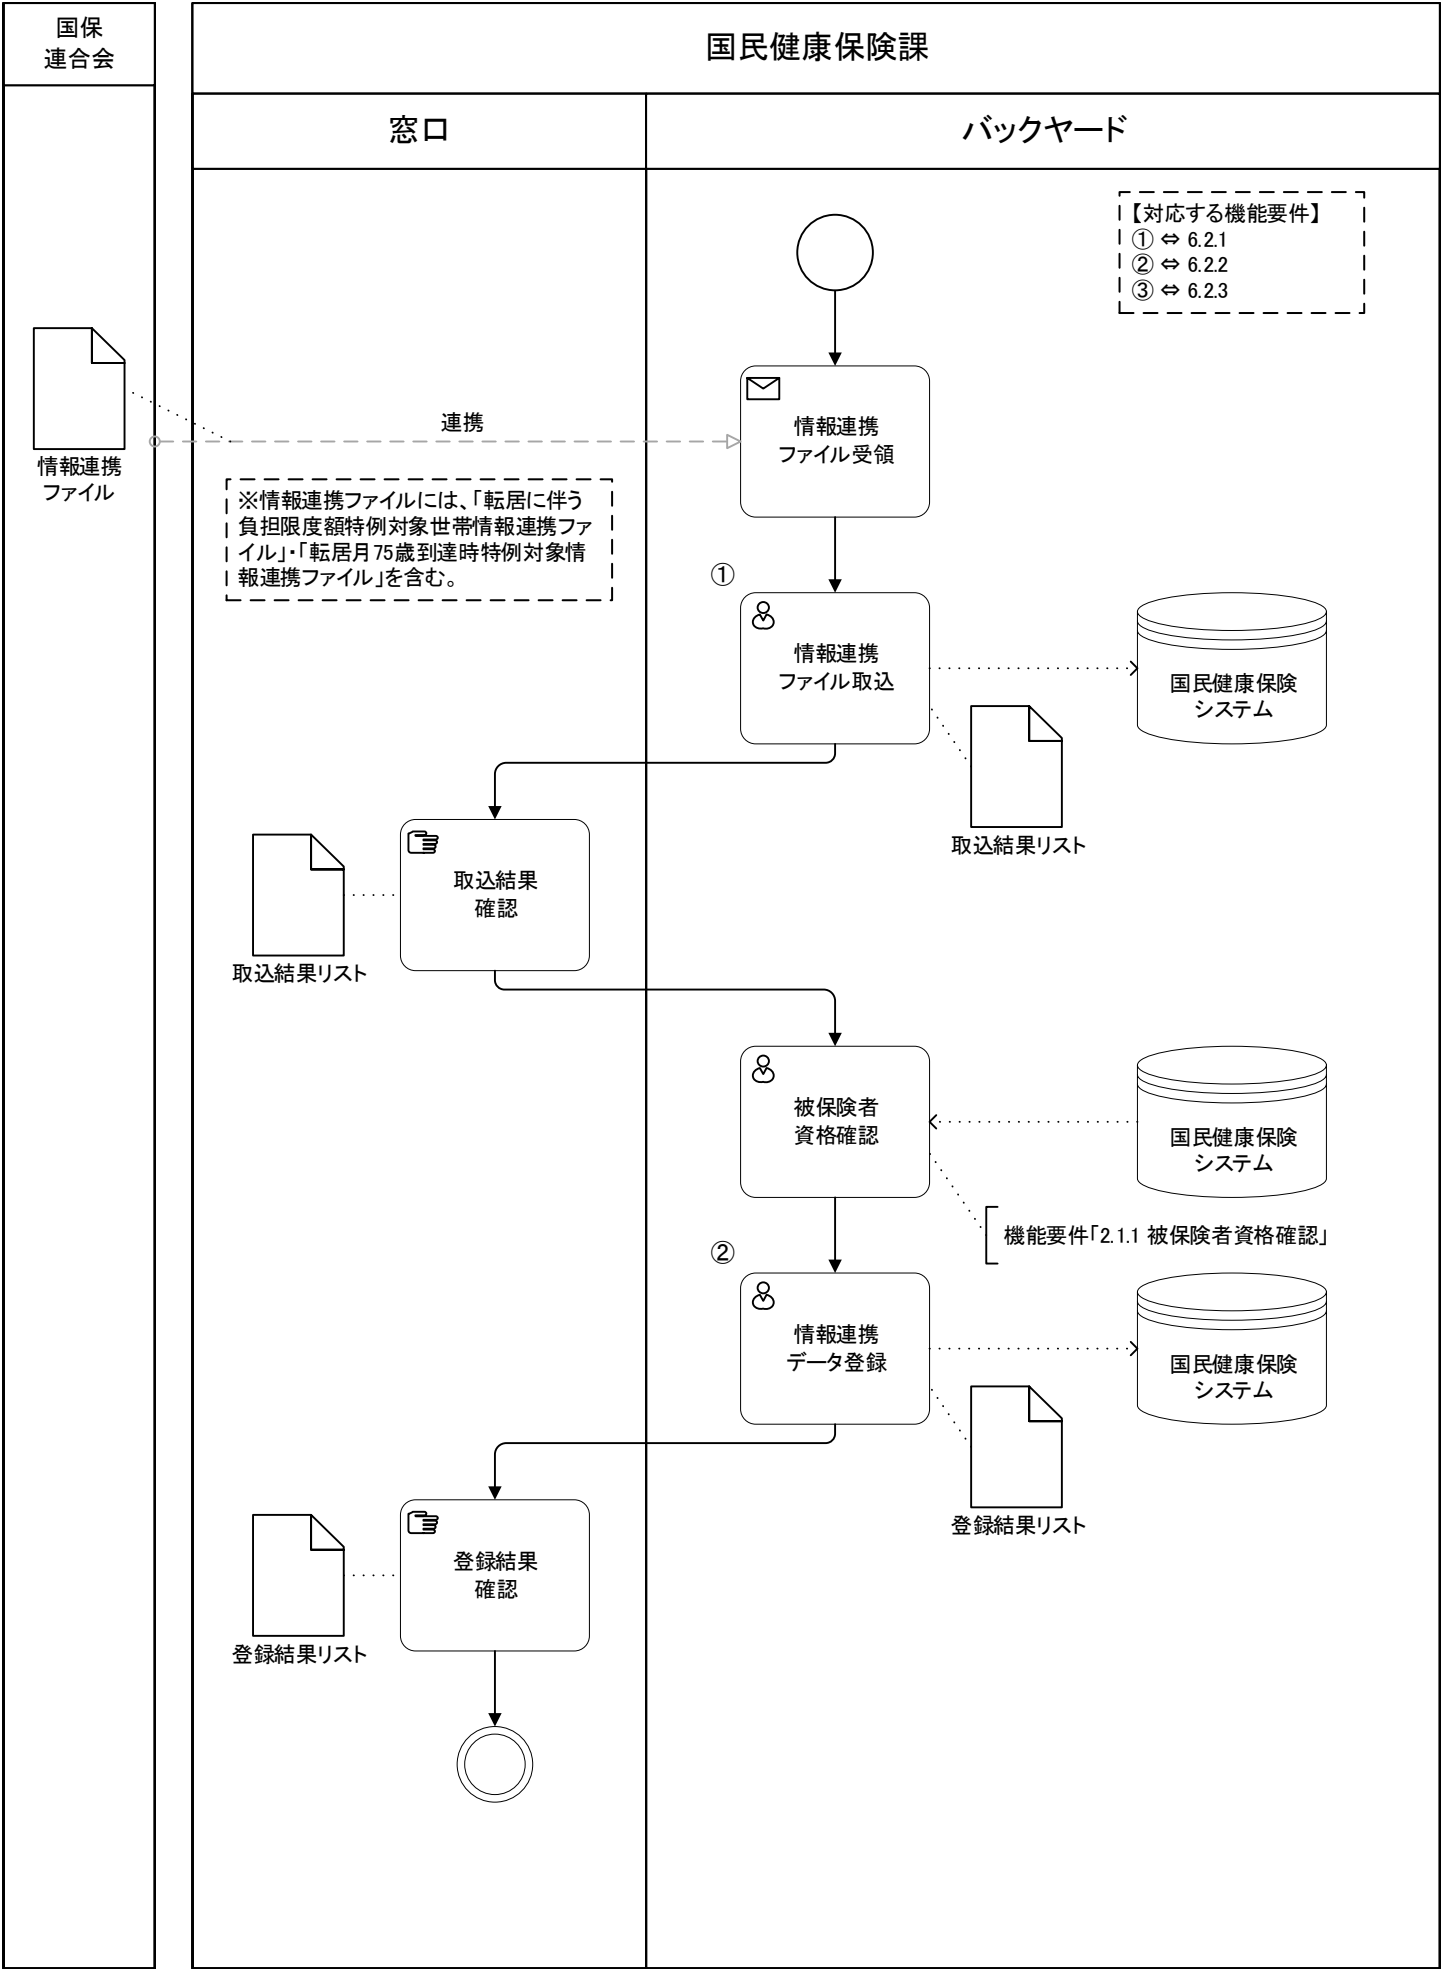 国保
連合会
国民健康保険課
窓口
バックヤード
【対応する機能要件】
① ⇔ 6.2.1
② ⇔ 6.2.2
③ ⇔ 6.2.3
情報連携
ファイル
連携
情報連携
ファイル受領
※情報連携ファイルには、「転居に伴う
負担限度額特例対象世帯情報連携ファ
イル」・「転居月75歳到達時特例対象情
報連携ファイル」を含む。
①
情報連携
ファイル取込
国民健康保険
システム
取込結果リスト
取込結果
確認
取込結果リスト
被保険者
資格確認
国民健康保険
システム
機能要件「2.1.1 被保険者資格確認」
②
情報連携
データ登録
国民健康保険
システム
登録結果リスト
登録結果
確認
登録結果リスト